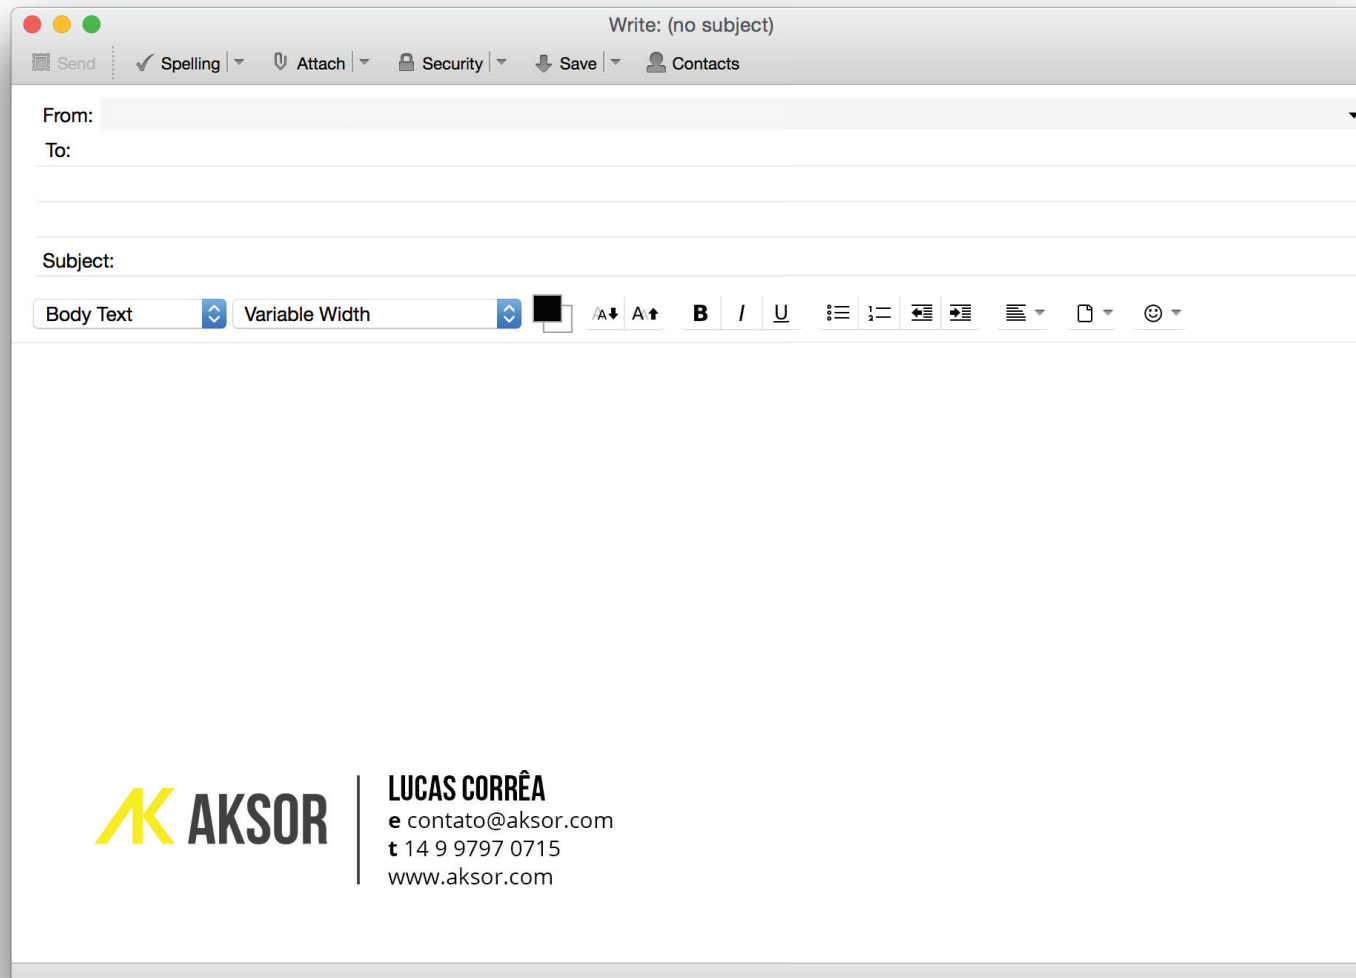 Write: (no subject)
Send Spelling Attach Security Save Contacts
From:
To:
Subject:
Body Text Variable Width B I U
AK AKSOR
LUCAS CORRÊA
e contato@aksor.com
t 14 9 9797 0715
www.aksor.com